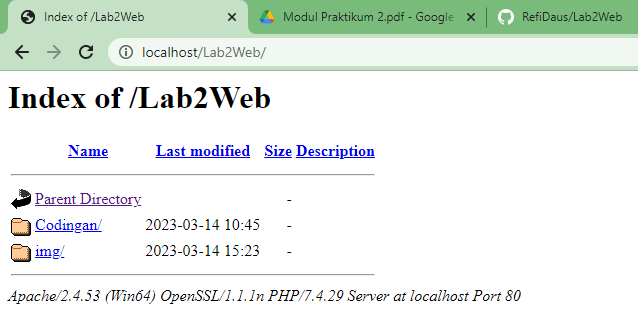 Index of /Lab2Web
Modul Praktikum 2.pdf - Google
RefiDaus/Lab2Web
localhost/Lab2Web/
Index of /Lab2Web
Name Last modified Size Description
Parent Directory -
Codingan/ 2023-03-14 10:45 -
img/ 2023-03-14 15:23 -
Apache/2.4.53 (Win64) OpenSSL/1.1.1n PHP/7.4.29 Server at localhost Port 80